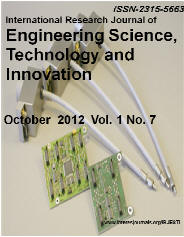 ISSN-2315-5663
International Research Journal of
Engineering Science,
Technology and
Innovation
October 2012 Vol. 1 No. 7